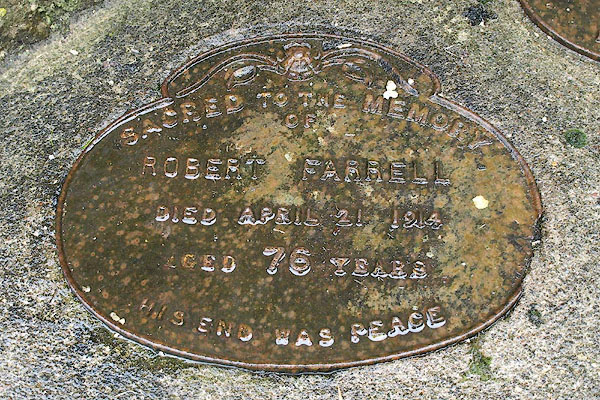 SACRED TO THE MEMORY
OF
ROBERT FARRELL
DIED APRIL 21 1914
AGED 76 YEARS
HIS END WAS PEACE